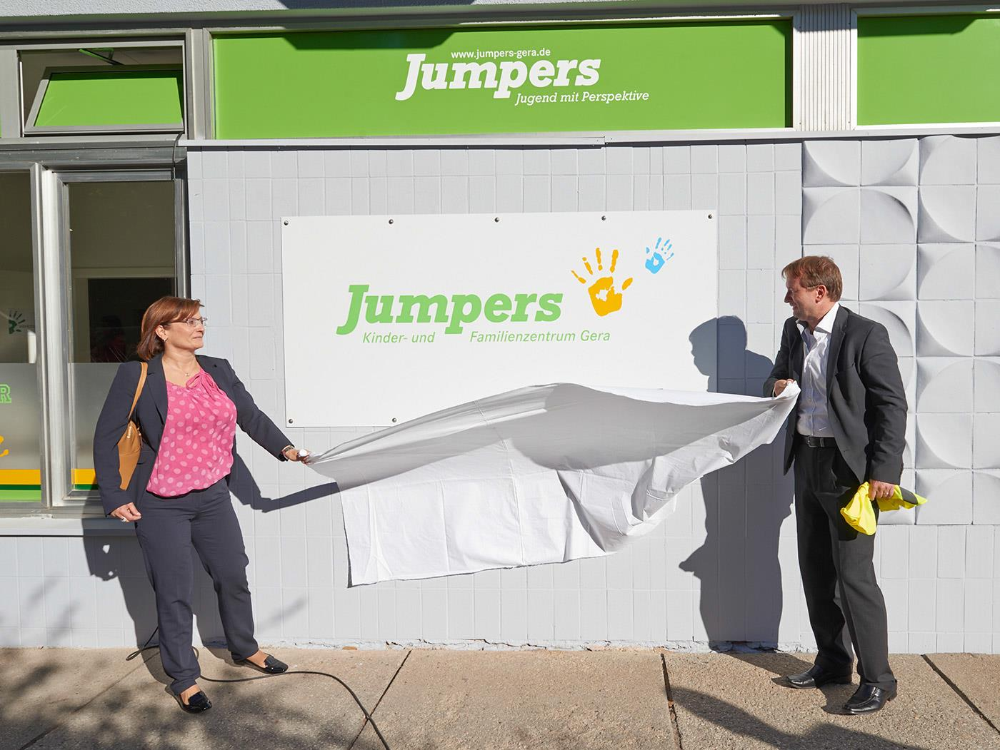 www.jumpers-gera.de
Jumpers
Jugend mit Perspektive
Jumpers
Kinder- und Familienzentrum Gera